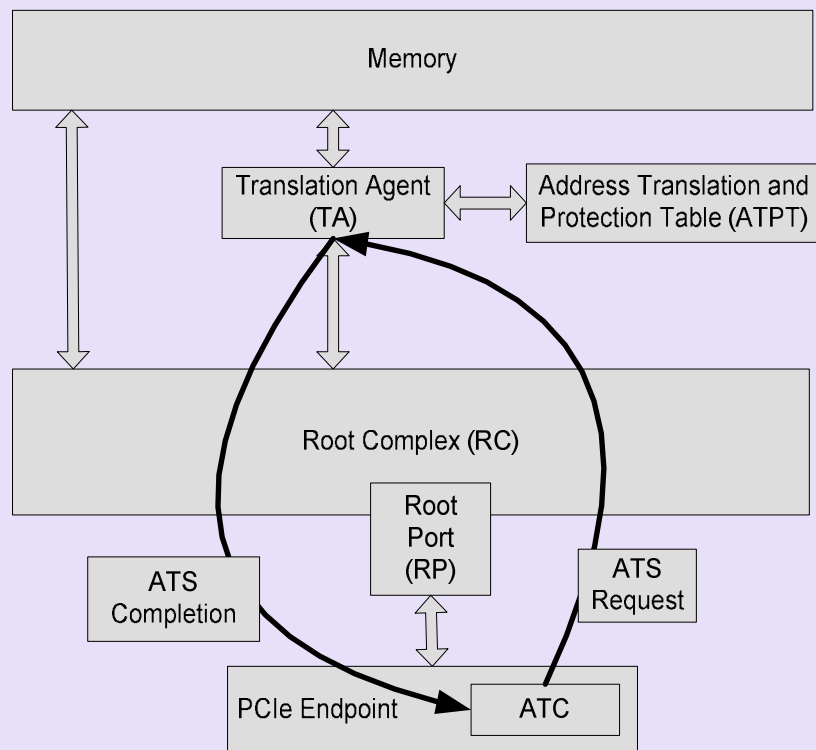 Memory
Translation Agent
(TA)
Address Translation and
Protection Table (ATPT)
Root Complex (RC)
Root
Port
(RP)
ATS
Completion
ATS
Request
PCIe Endpoint
ATC